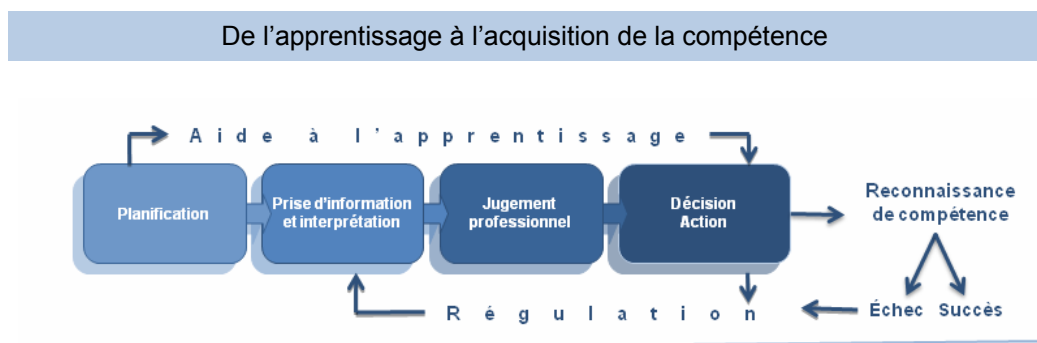 De l’apprentissage à l’acquisition de la compétence
Aide à l’apprentissage
Planification
Prise d’information
et interprétation
Jugement
professionnel
Décision
Action
Reconnaissance
de compétence
Échec Succès
Régulation